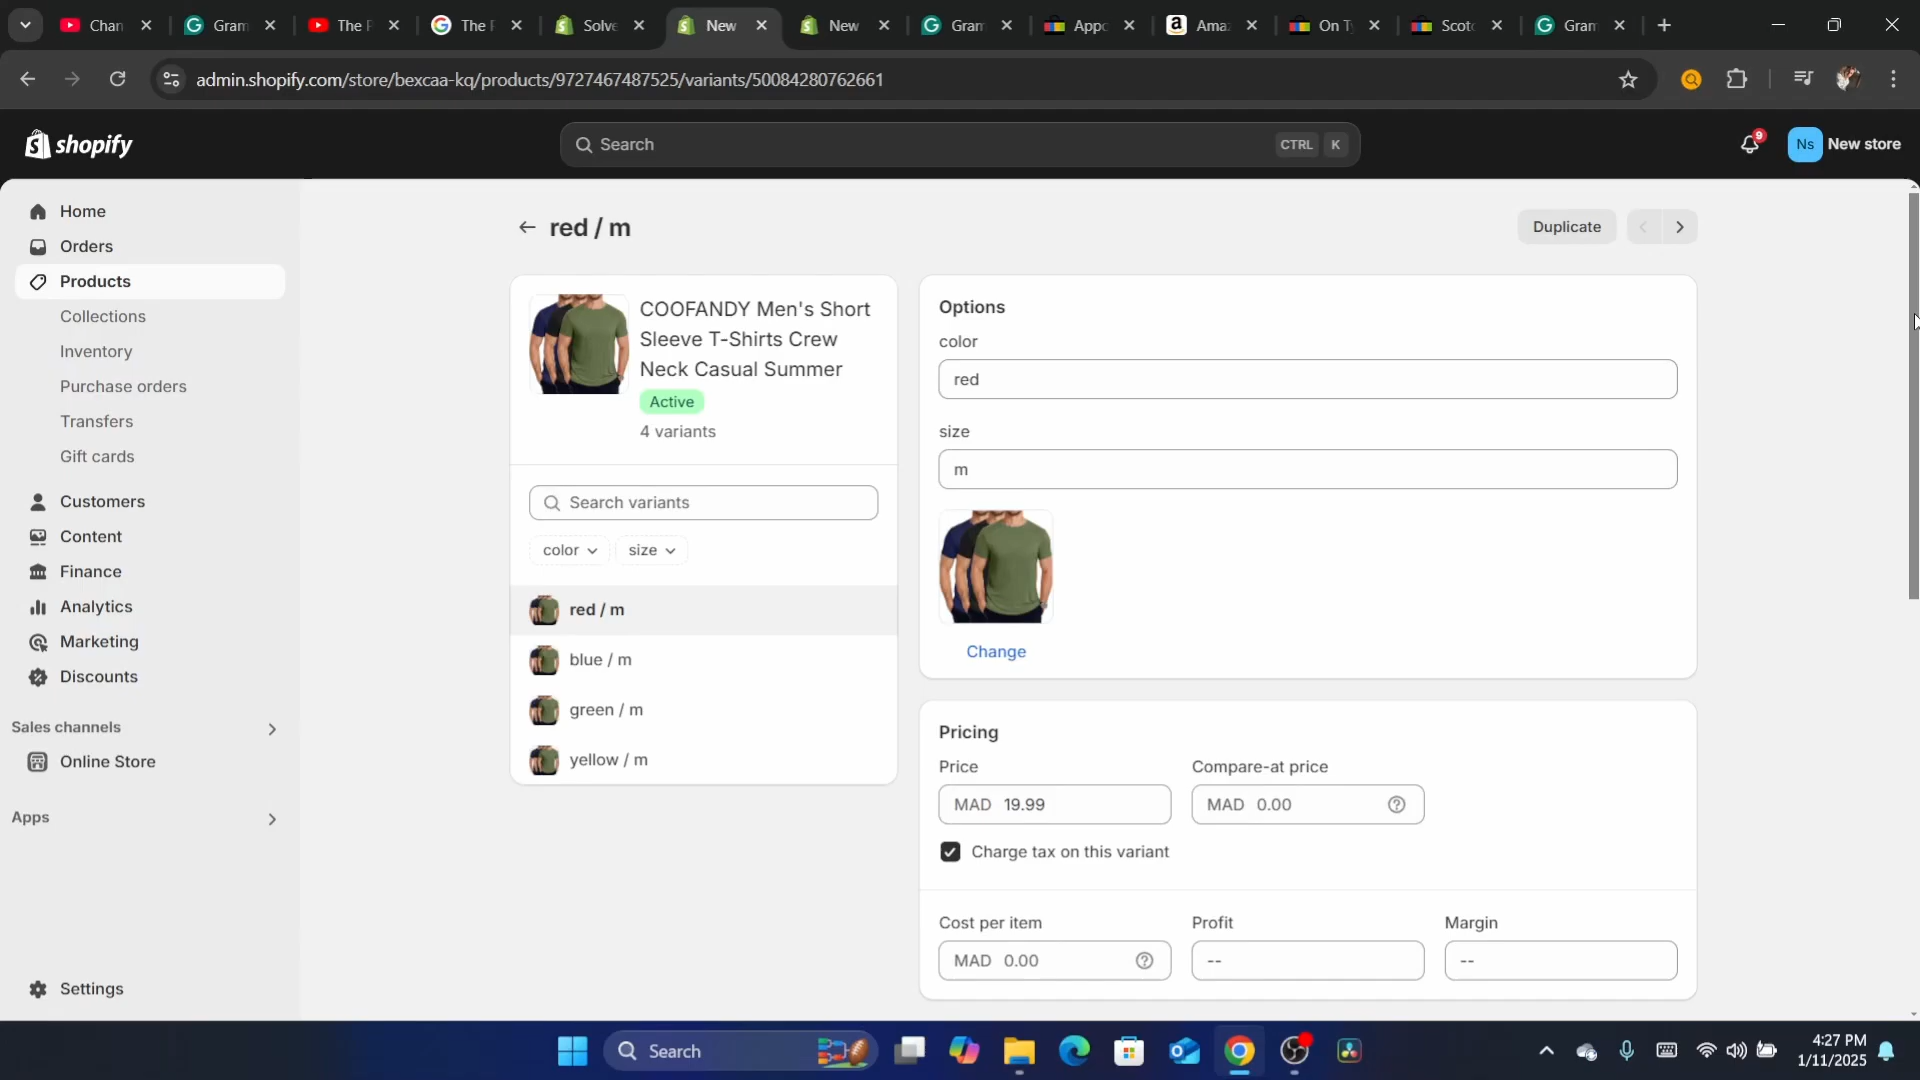 Chan
Gram
The P
The P
Solve
New
New
Gram
Appo
Ama
On T
Scot
Gram
admin.shopify.com/store/bexcaa-kq/products/9727467487525/variants/50084280762661
shopify
Search
CTRL K
9
Ns New store
Home
Orders
Products
Collections
Inventory
Purchase orders
Transfers
Gift cards
Customers
Content
Finance
Analytics
Marketing
Discounts
Sales channels
Online Store
Apps
Settings
red / m
Duplicate
COOFANDY Men's Short
Sleeve T-Shirts Crew
Neck Casual Summer
Active
4 variants
Search variants
color
size
red / m
blue / m
green / m
yellow / m
Options
color
red
size
m
Change
Pricing
Price
Compare-at price
MAD 19.99
MAD 0.00
Charge tax on this variant
Cost per item
Profit
Margin
MAD 0.00
--
--
Search
4:27 PM
1/11/2025